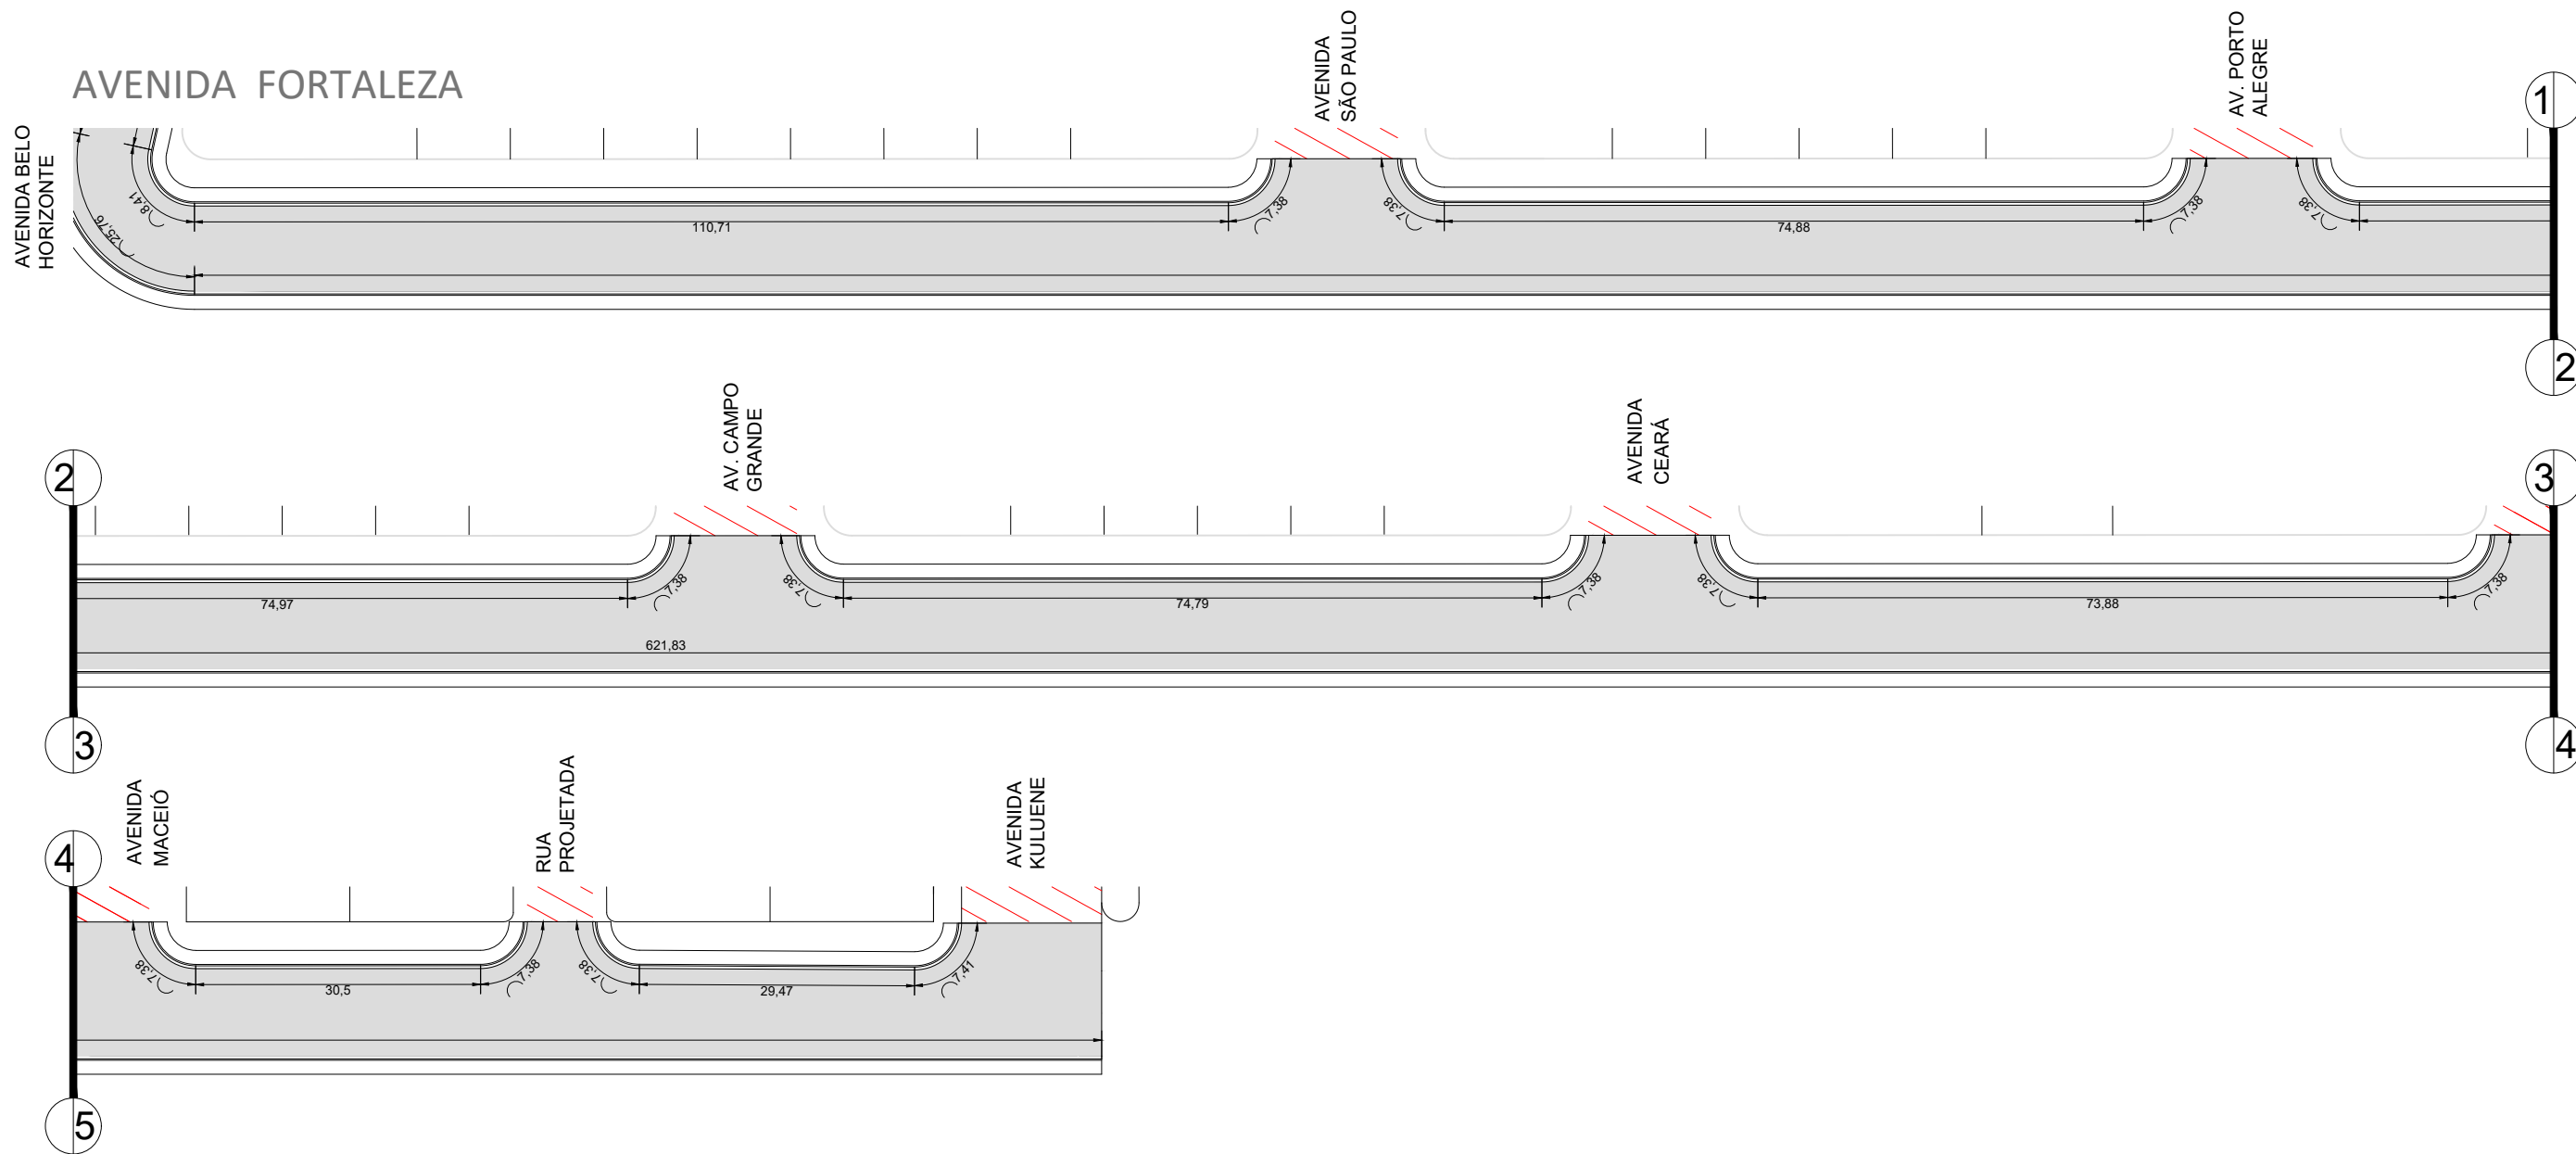 AVENIDA FORTALEZA
AVENIDA BELO
HORIZONTE
AVENIDA
SÃO PAULO
AV. PORTO
ALEGRE
1
25,76
8,41
110,71
7,38
7,38
74,88
7,38
7,38
2
2
AV. CAMPO
GRANDE
AVENIDA
CEARÁ
3
74,97
7,38
7,38
74,79
7,38
7,38
73,88
7,38
621,83
3
4
4
AVENIDA
MACEIÓ
RUA
PROJETADA
AVENIDA
KULUENE
7,38
30,5
7,38
7,38
29,47
7,41
5